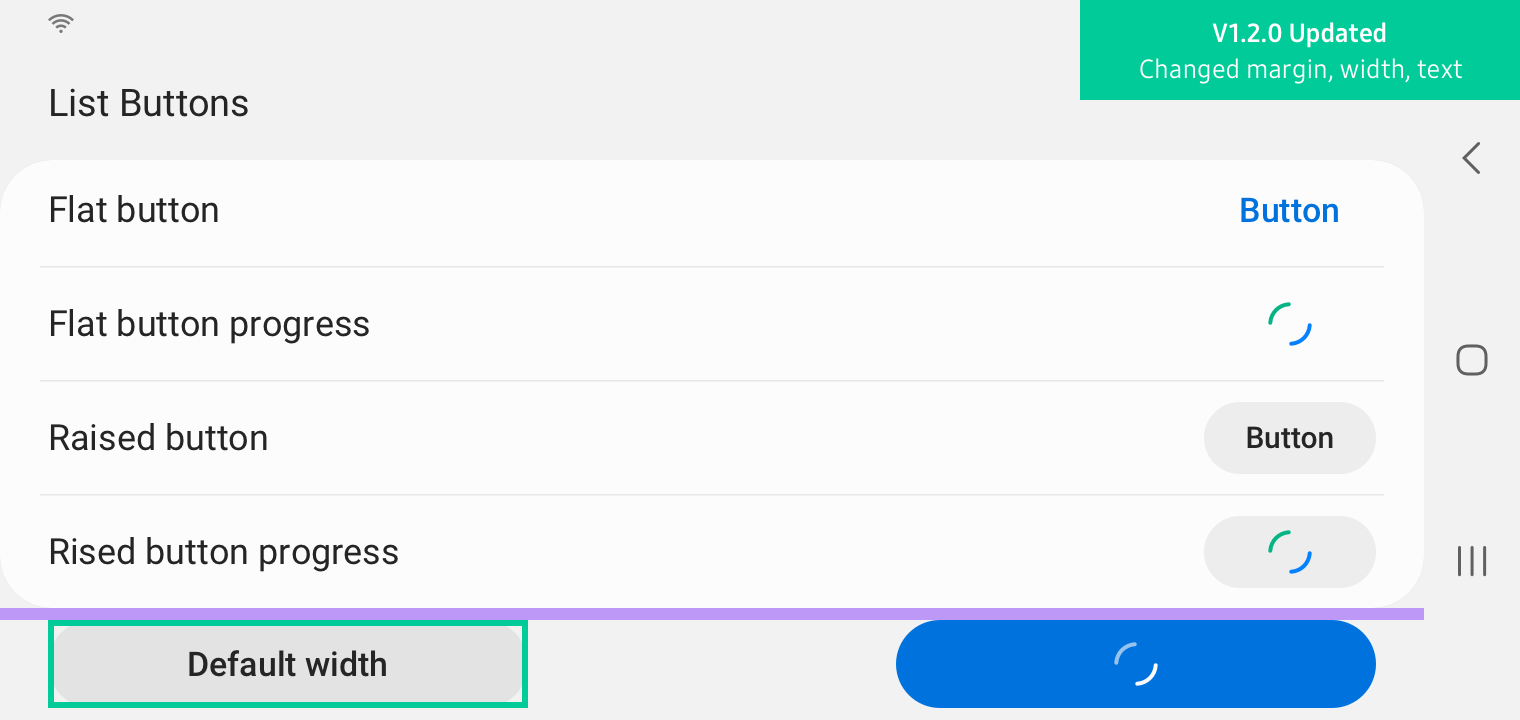 V1.2.0 Updated
Changed margin, width, text
List Buttons
Flat button
Button
Flat button progress
Raised button
Button
Rised button progress
Default width